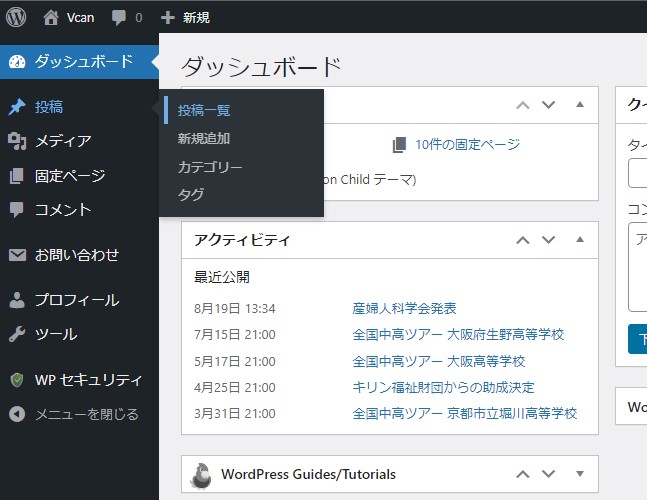 Vcan 0 新規
ダッシュボード
投稿
メディア
固定ページ
コメント
お問い合わせ
プロフィール
ツール
WP セキュリティ
メニューを閉じる
投稿一覧
新規追加
カテゴリー
タグ
ダッシュボード
10件の固定ページ
on Child テーマ)
アクティビティ
最近公開
8月19日 13:34 産婦人科学会発表
7月15日 21:00 全国中高ツアー 大阪府生野高等学校
5月17日 21:00 全国中高ツアー 大阪高等学校
4月25日 21:00 キリン福祉財団からの助成決定
3月31日 21:00 全国中高ツアー 京都市立堀川高等学校
WordPress Guides/Tutorials
クイ
タイ
コン
ア
下
Wo